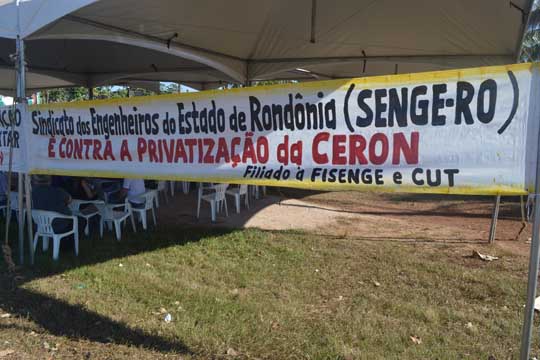 Sindicato dos Engenheiros do Estado de Rondônia (SENGE-RO)
É CONTRA A PRIVATIZAÇÃO da CERON
Filiado à FISENGE e CUT